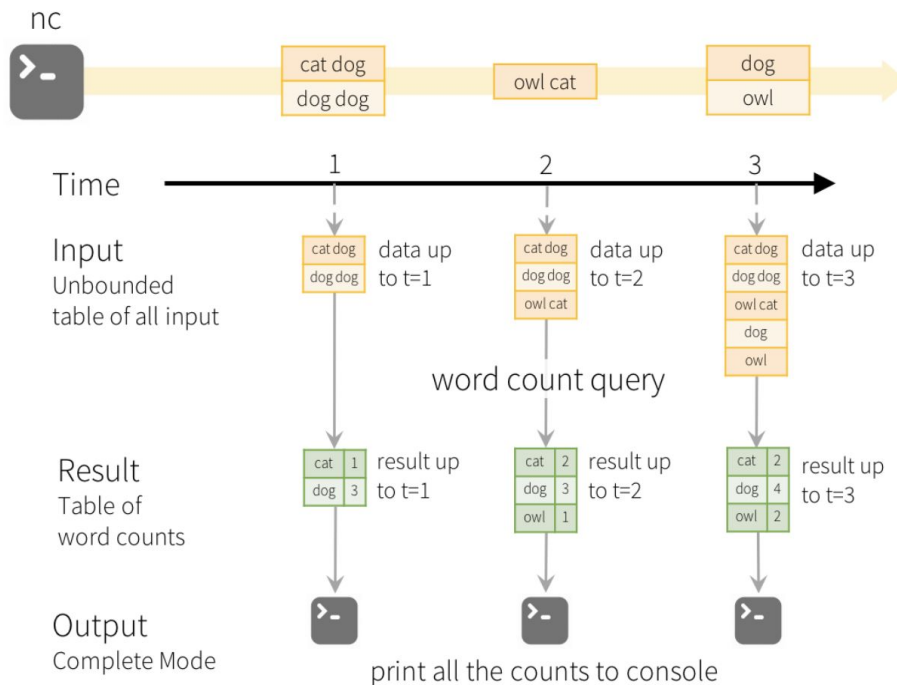 nc
cat dog
dog dog
owl cat
dog
owl
Time
1
2
3
Input
Unbounded
table of all input
cat dog
dog dog
data up
to t=1
cat dog
dog dog
owl cat
data up
to t=2
cat dog
dog dog
owl cat
dog
owl
data up
to t=3
word count query
Result
Table of
word counts
cat 1
dog 3
result up
to t=1
cat 2
dog 3
owl 1
result up
to t=2
cat 2
dog 4
owl 2
result up
to t=3
Output
Complete Mode
print all the counts to console